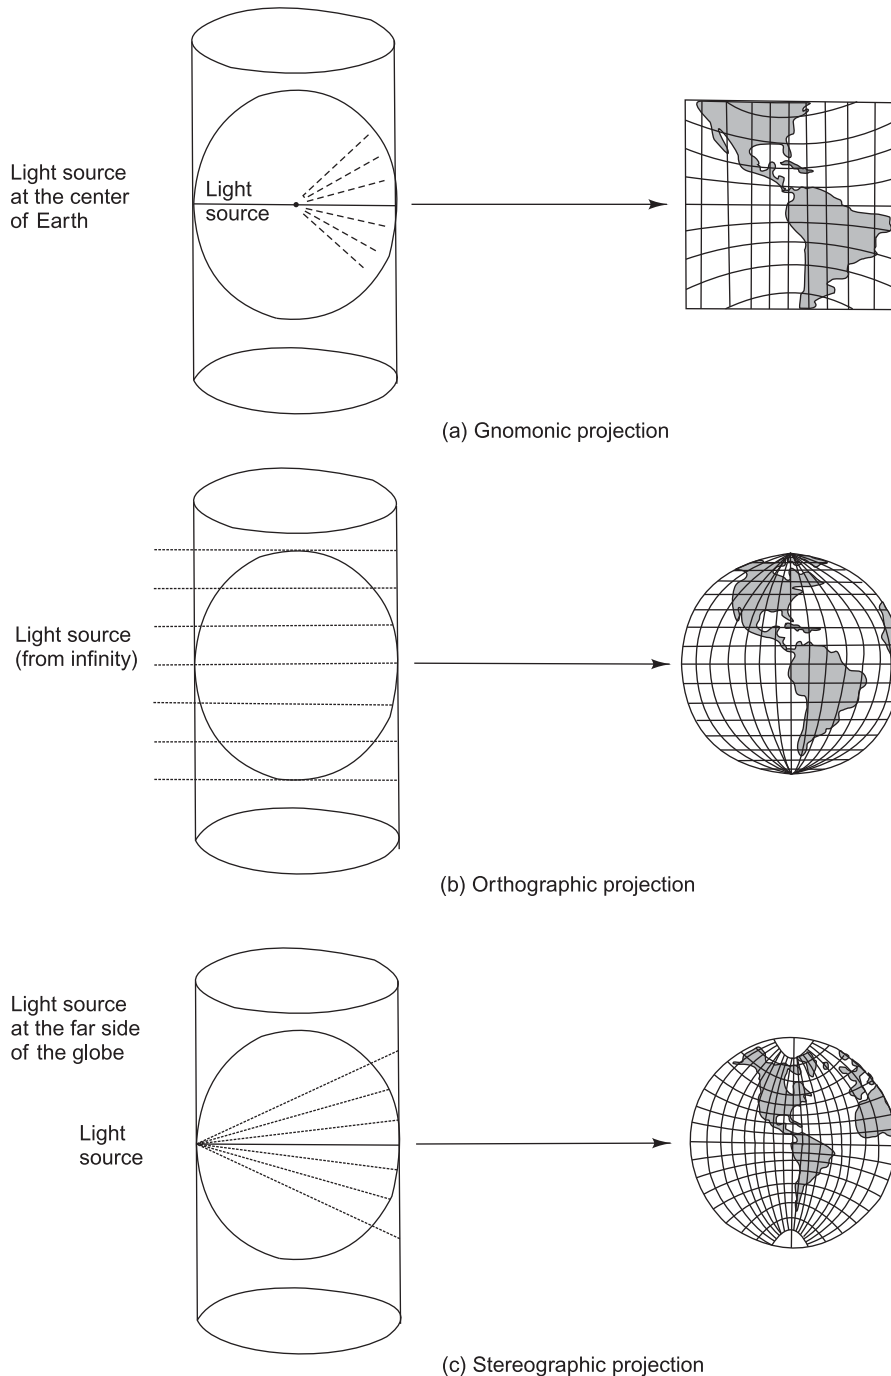 Light source
at the center
of Earth
Light
source
(a) Gnomonic projection
Light source
(from infinity)
(b) Orthographic projection
Light source
at the far side
of the globe
Light
source
(c) Stereographic projection